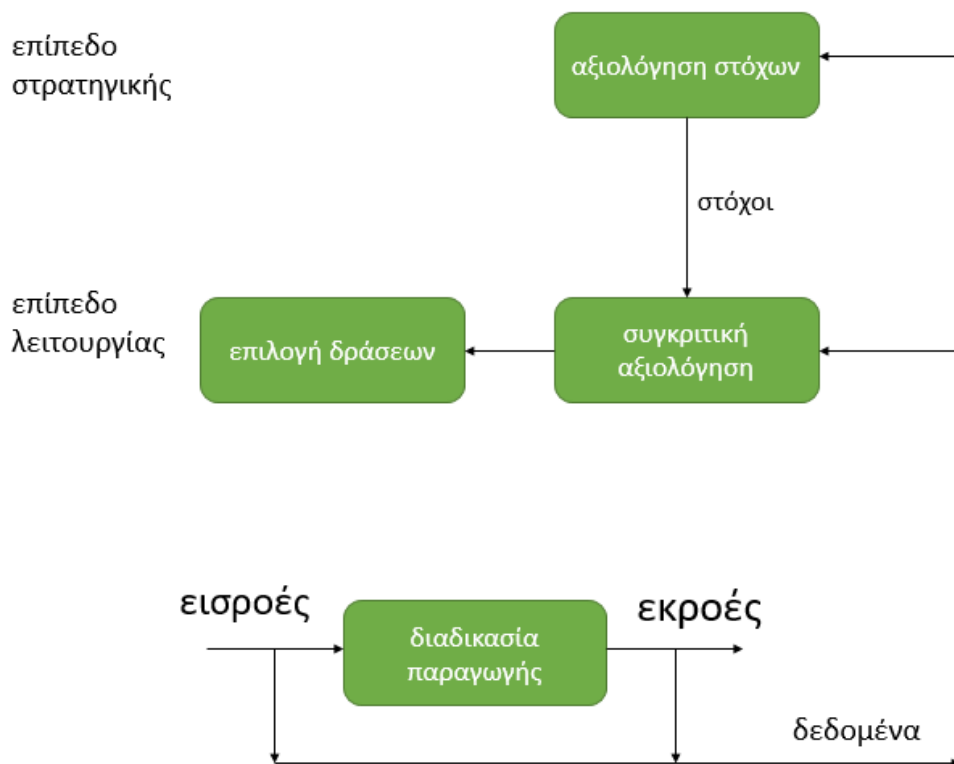 επίπεδο
στρατηγικής
αξιολόγηση στόχων
στόχοι
επίπεδο
λειτουργίας
επιλογή δράσεων
συγκριτική
αξιολόγηση
εισροές
διαδικασία
παραγωγής
εκροές
δεδομένα